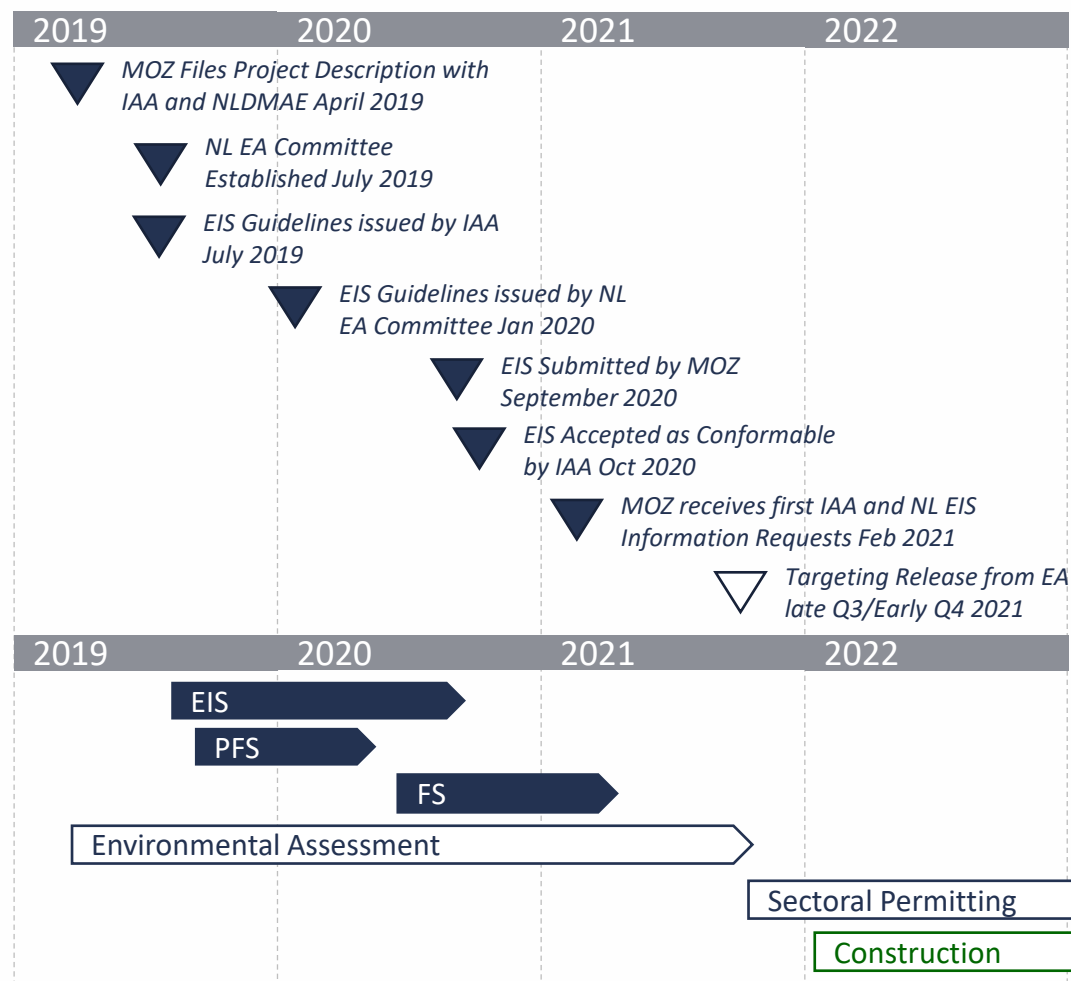 2019 2020 2021 2022
MOZ Files Project Description with
IAA and NLDMAE April 2019
NL EA Committee
Established July 2019
EIS Guidelines issued by IAA
July 2019
EIS Guidelines issued by NL
EA Committee Jan 2020
EIS Submitted by MOZ
September 2020
EIS Accepted as Conformable
by IAA Oct 2020
MOZ receives first IAA and NL EIS
Information Requests Feb 2021
Targeting Release from EA
late Q3/Early Q4 2021
2019 2020 2021 2022
EIS
PFS
FS
Environmental Assessment
Sectoral Permitting
Construction